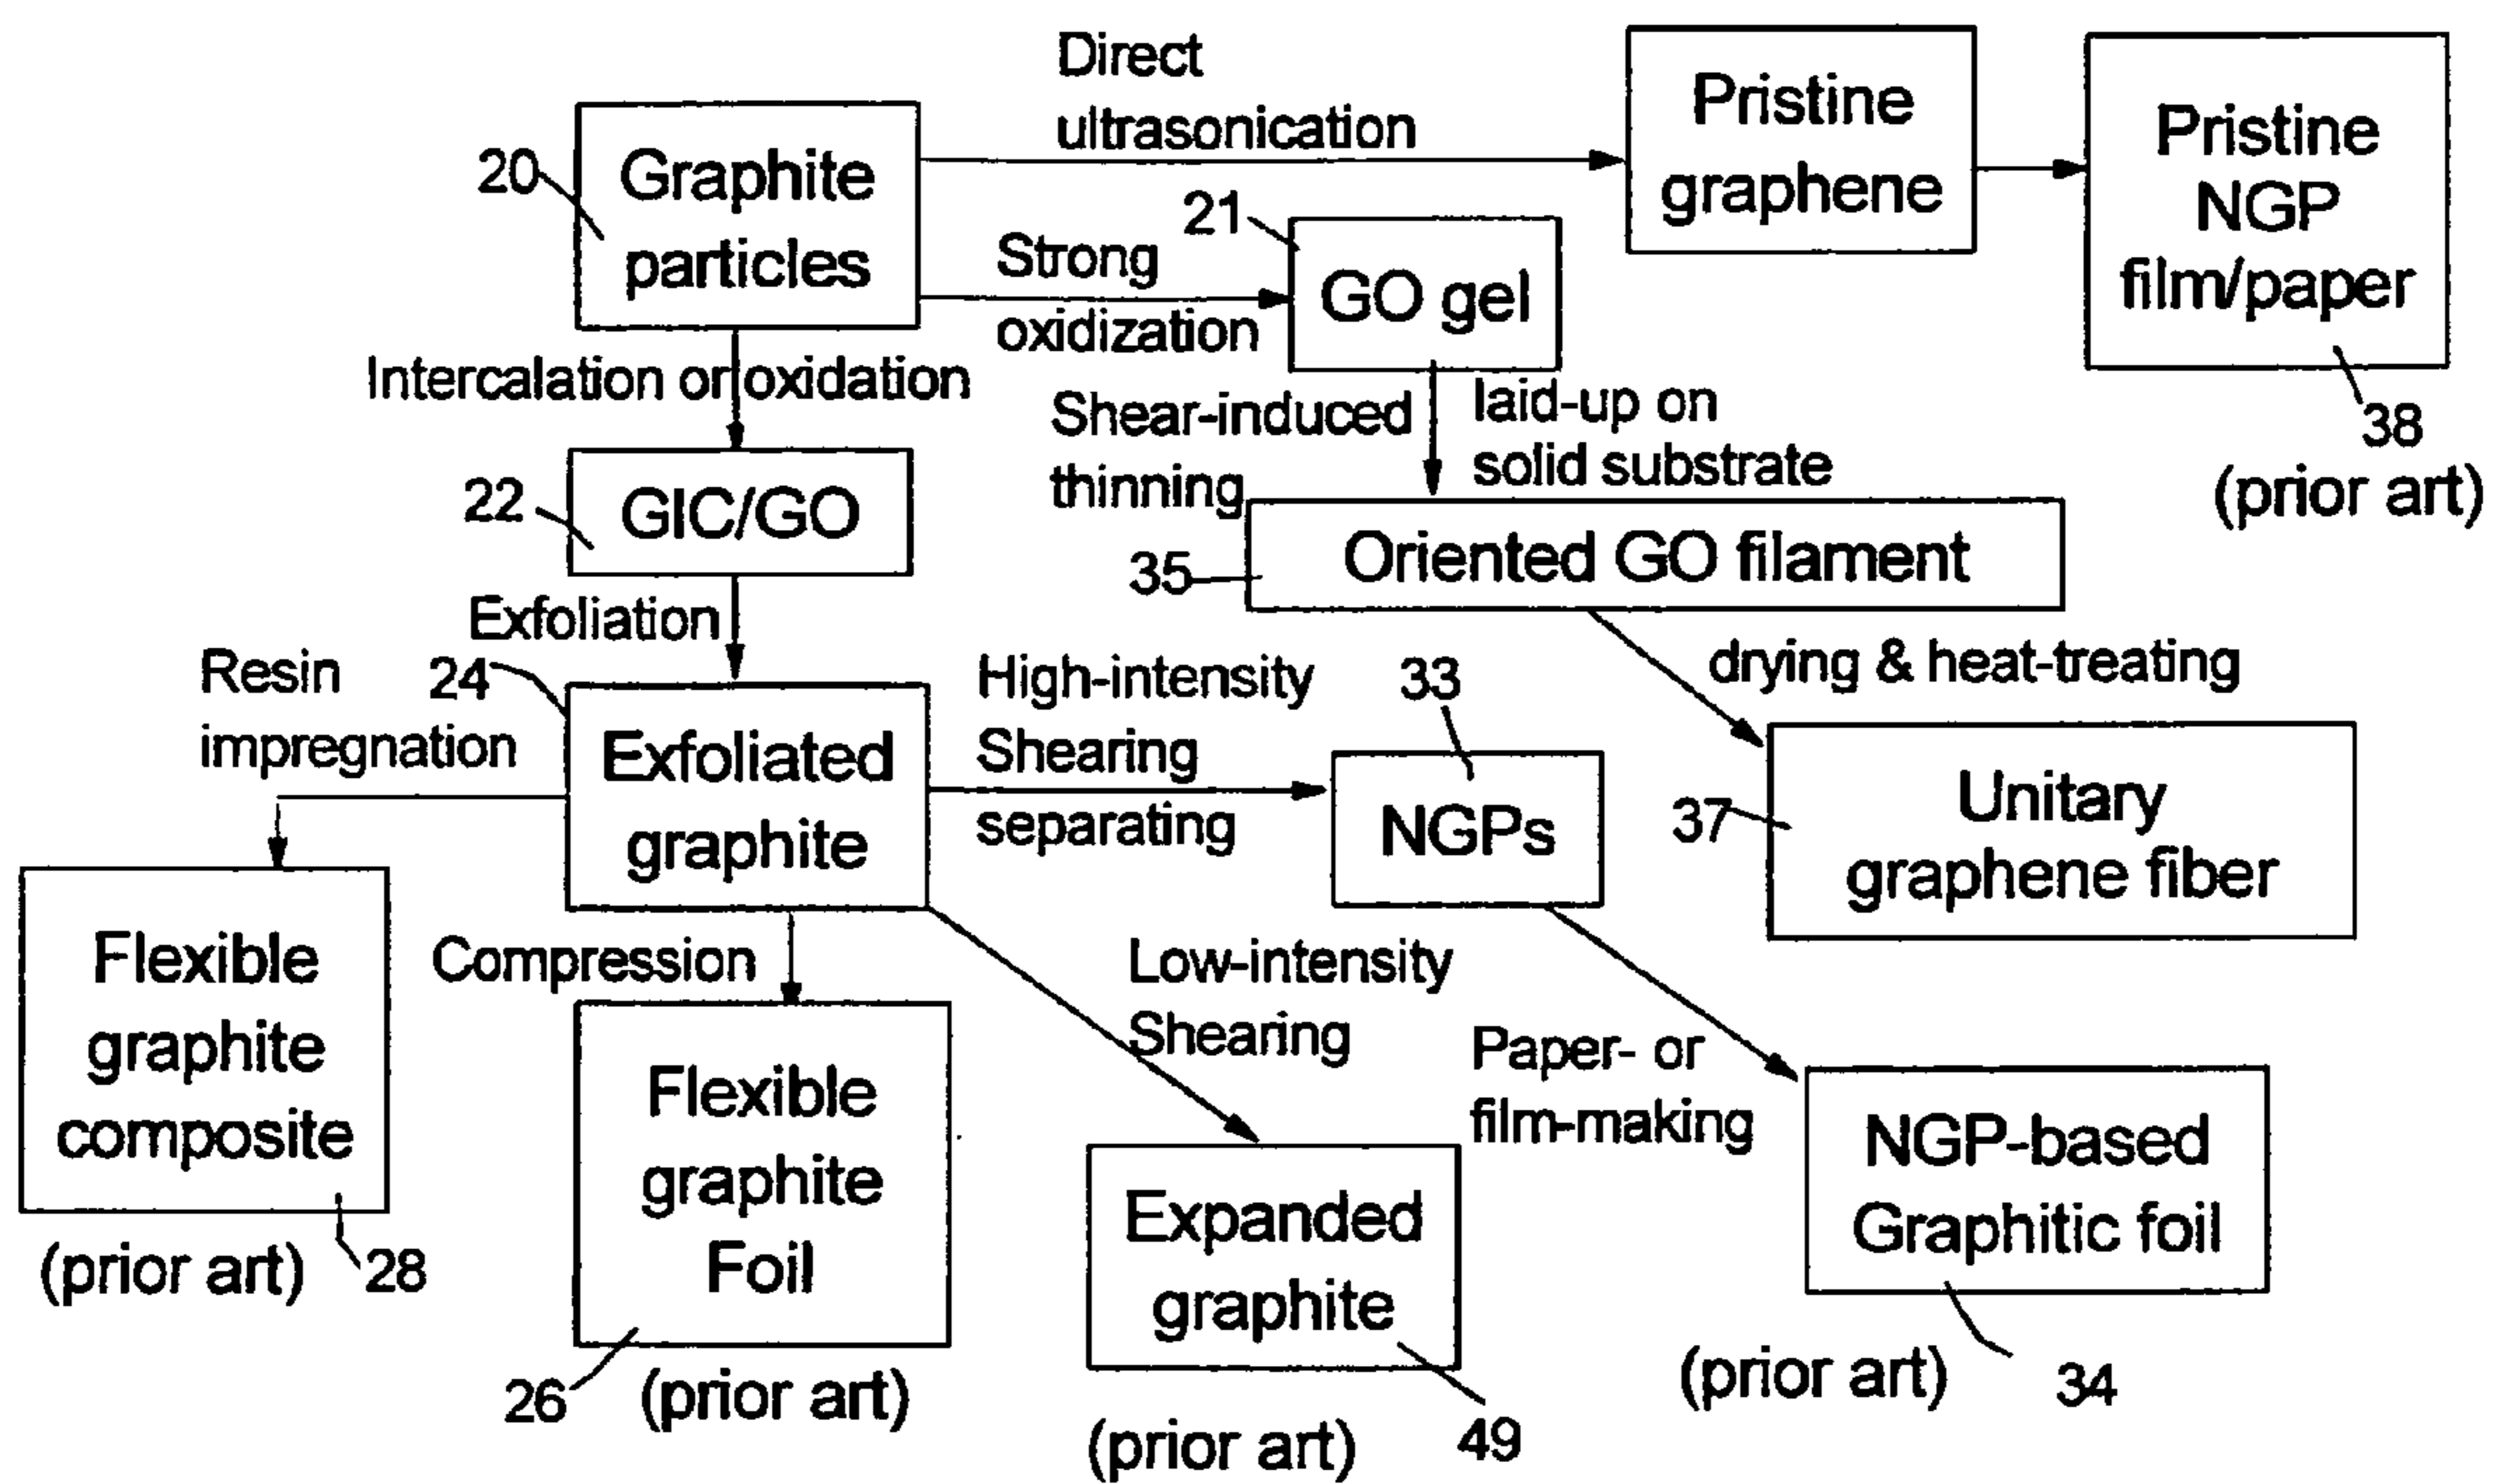 Direct
ultrasonication
Pristine
graphene
Pristine
NGP
film/paper
38
(prior art)
20
Graphite
particles
Strong
oxidization
21
GO gel
Intercalation or oxidation
Shear-induced
thinning
laid-up on
solid substrate
22
GIC/GO
35
Oriented GO filament
Exfoliation
drying & heat-treating
Resin
impregnation
24
Exfoliated
graphite
High-intensity
Shearing
separating
33
NGPs
37
Unitary
graphene fiber
Flexible
graphite
composite
(prior art)
28
Compression
Flexible
graphite
Foil
26
(prior art)
Low-intensity
Shearing
Expanded
graphite
(prior art)
49
Paper- or
film-making
NGP-based
Graphitic foil
(prior art)
34